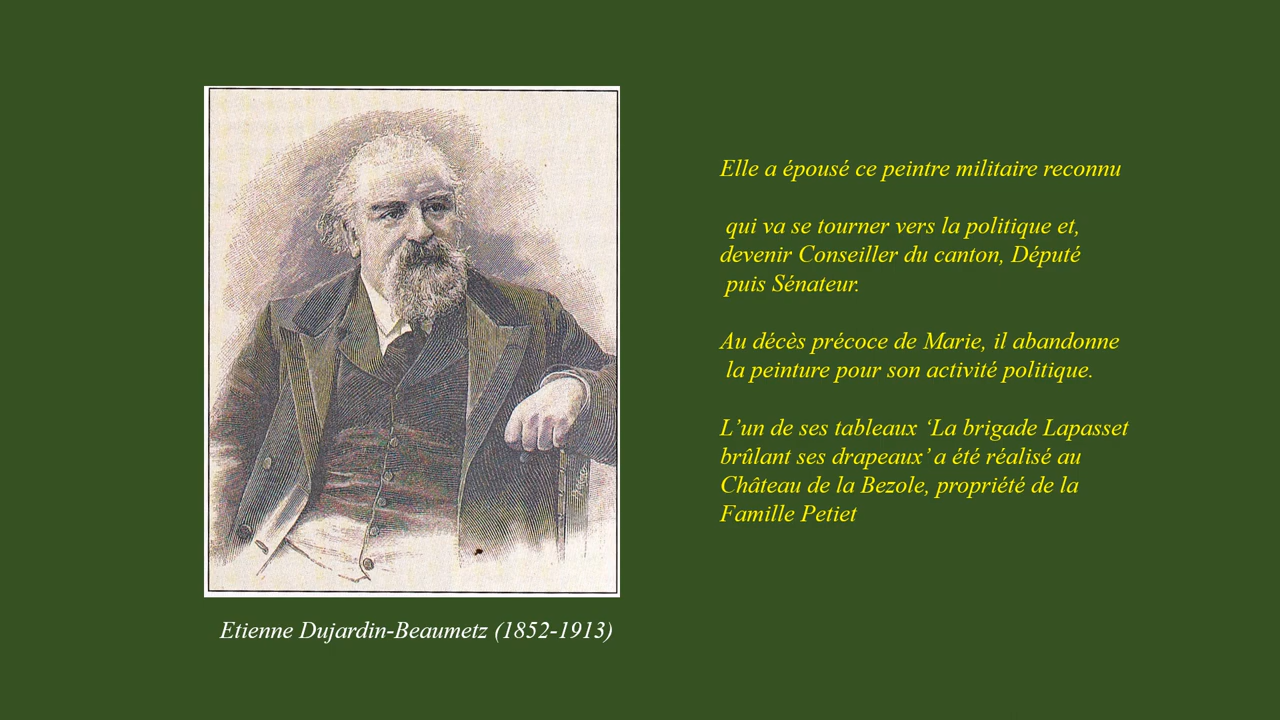 Elle a épousé ce peintre militaire reconnu
qui va se tourner vers la politique et,
devenir Conseiller du canton, Député
puis Sénateur.
Au décès précoce de Marie, il abandonne
la peinture pour son activité politique.
L’un de ses tableaux ‘La brigade Lapasset
brûlant ses drapeaux’ a été réalisé au
Château de la Bezole, propriété de la
Famille Petiet
Etienne Dujardin-Beaumetz (1852-1913)